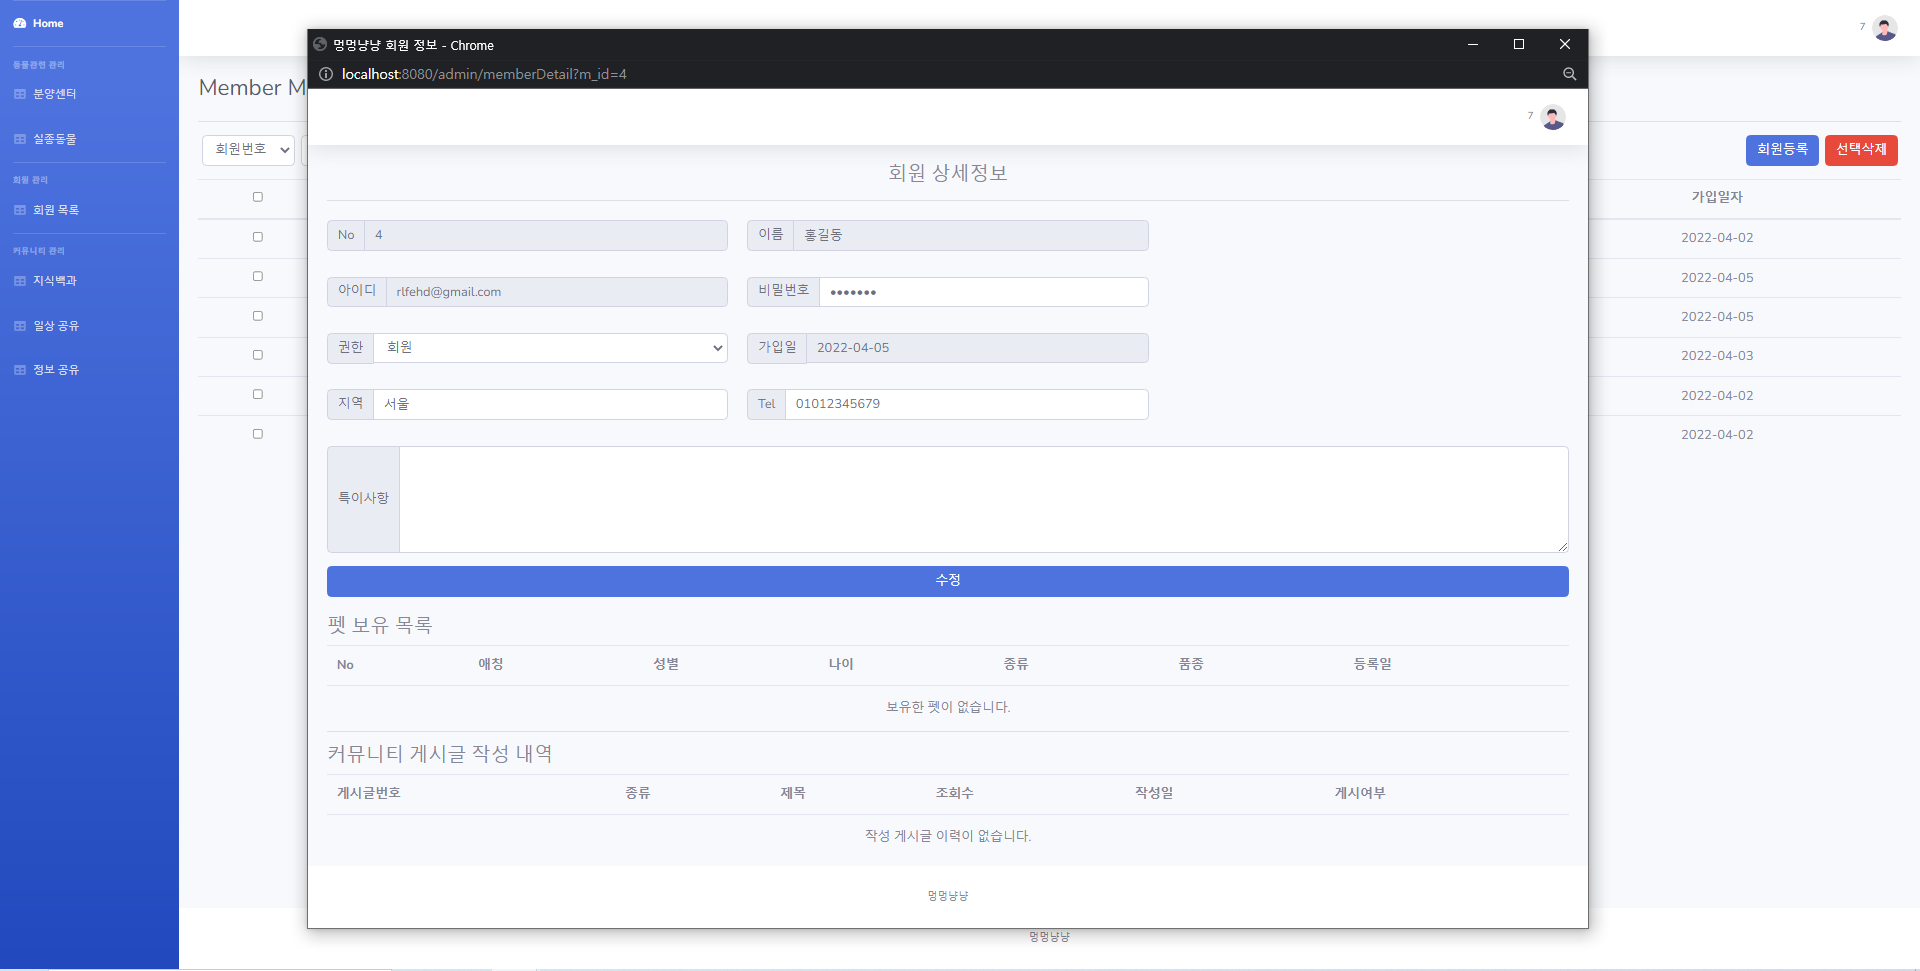 Home
동물관련 관리
분양센터
실종동물
회원 관리
회원 목록
커뮤니티 관리
지식백과
일상 공유
정보 공유
7
Member M
회원번호
회원등록
선택삭제
가입일자
2022-04-02
2022-04-05
2022-04-05
2022-04-03
2022-04-02
2022-04-02
멍멍냥냥
멍멍냥냥 회원 정보 - Chrome
localhost:8080/admin/memberDetail?m_id=4
7
회원 상세정보
No 4
이름 홍길동
아이디 rlfehd@gmail.com
비밀번호 •••••••
권한 회원
가입일 2022-04-05
지역 서울
Tel 01012345679
특이사항
수정
펫 보유 목록
No 애칭 성별 나이 종류 품종 등록일
보유한 펫이 없습니다.
커뮤니티 게시글 작성 내역
게시글번호 종류 제목 조회수 작성일 게시여부
작성 게시글 이력이 없습니다.
멍멍냥냥